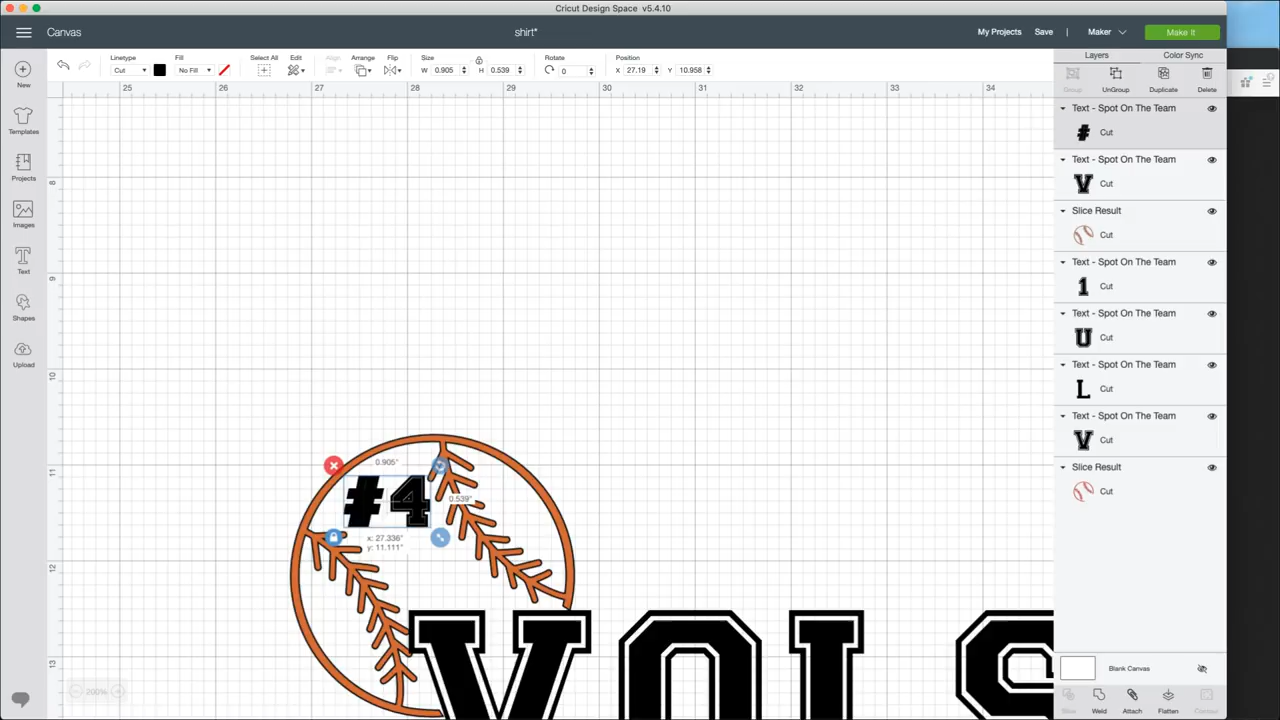 Cricut Design Space v5.4.10
Canvas
shirt*
My Projects
Save
|
Maker
Make It
Linetype
Cut
Fill
No Fill
Select All
Edit
Align
Arrange
Flip
Size
W 0.905
H 0.539
Rotate
0
Position
X 27.19
Y 10.958
Layers
Color Sync
Group
UnGroup
Duplicate
Delete
New
Templates
Projects
Images
Text
Shapes
Upload
25 26 27 28 29 30 31 32 33 34
8
9
10
11
12
13
0.905"
0.539"
#4
x: 27.336"
y: 11.111"
VOLS
200%
Text - Spot On The Team
# Cut
Text - Spot On The Team
V Cut
Slice Result
Cut
Text - Spot On The Team
1 Cut
Text - Spot On The Team
U Cut
Text - Spot On The Team
L Cut
Text - Spot On The Team
V Cut
Slice Result
Cut
Blank Canvas
Slice
Weld
Attach
Flatten
Contour